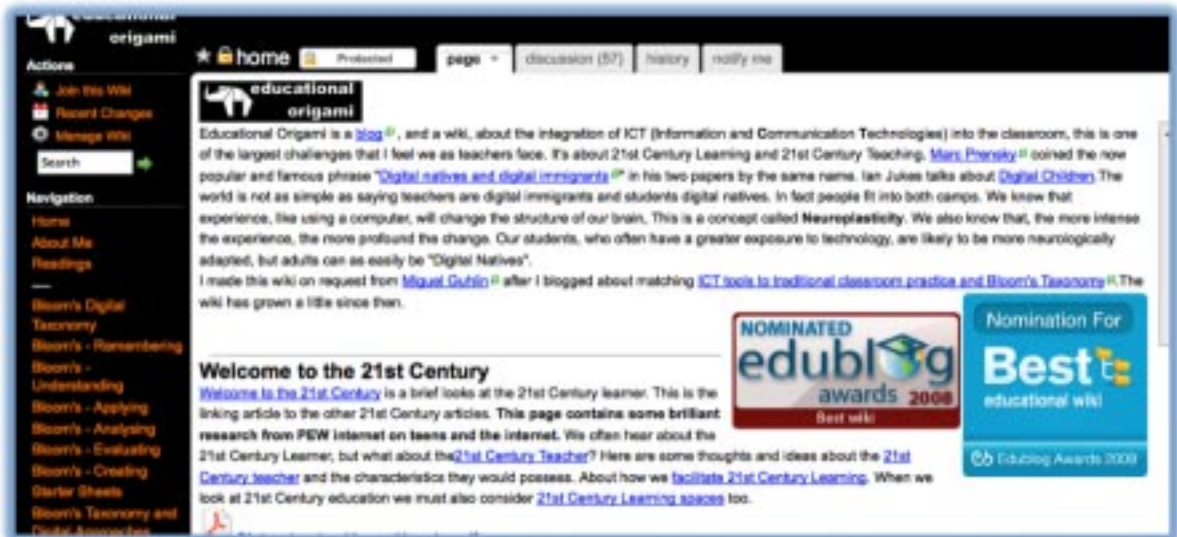 educational
origami
Actions
Join this Wiki
Recent Changes
Manage Wiki
Search
Navigation
Home
About Me
Readings
Bloom's Digital
Taxonomy
Bloom's - Remembering
Bloom's -
Understanding
Bloom's - Applying
Bloom's - Analysing
Bloom's - Evaluating
Bloom's - Creating
Starter Sheets
Bloom's Taxonomy and
Digital Approaches
home Protected page discussion (57) history notify me
educational
origami
Educational Origami is a blog, and a wiki, about the integration of ICT (Information and Communication Technologies) into the classroom, this is one
of the largest challenges that I feel we as teachers face. It's about 21st Century Learning and 21st Century Teaching. Marc Prensky coined the now
popular and famous phrase "Digital natives and digital immigrants" in his two papers by the same name. Ian Jukes talks about Digital Children. The
world is not as simple as saying teachers are digital immigrants and students digital natives. In fact people fit into both camps. We know that
experience, like using a computer, will change the structure of our brain. This is a concept called Neuroplasticity. We also know that, the more intense
the experience, the more profound the change. Our students, who often have a greater exposure to technology, are likely to be more neurologically
adapted, but adults can as easily be "Digital Natives".
I made this wiki on request from Miguel Guhlin after I blogged about matching ICT tools to traditional classroom practice and Bloom's Taxonomy. The
wiki has grown a little since then.
NOMINATED
edublog
awards 2008
Best wiki
Nomination For
Best
educational wiki
Edublog Awards 2009
Welcome to the 21st Century
Welcome to the 21st Century is a brief looks at the 21st Century learner. This is the
linking article to the other 21st Century articles. This page contains some brilliant
research from PEW internet on teens and the internet. We often hear about the
21st Century Learner, but what about the21st Century Teacher? Here are some thoughts and ideas about the 21st
Century teacher and the characteristics they would possess. About how we facilitate 21st Century Learning. When we
look at 21st Century education we must also consider 21st Century Learning spaces too.